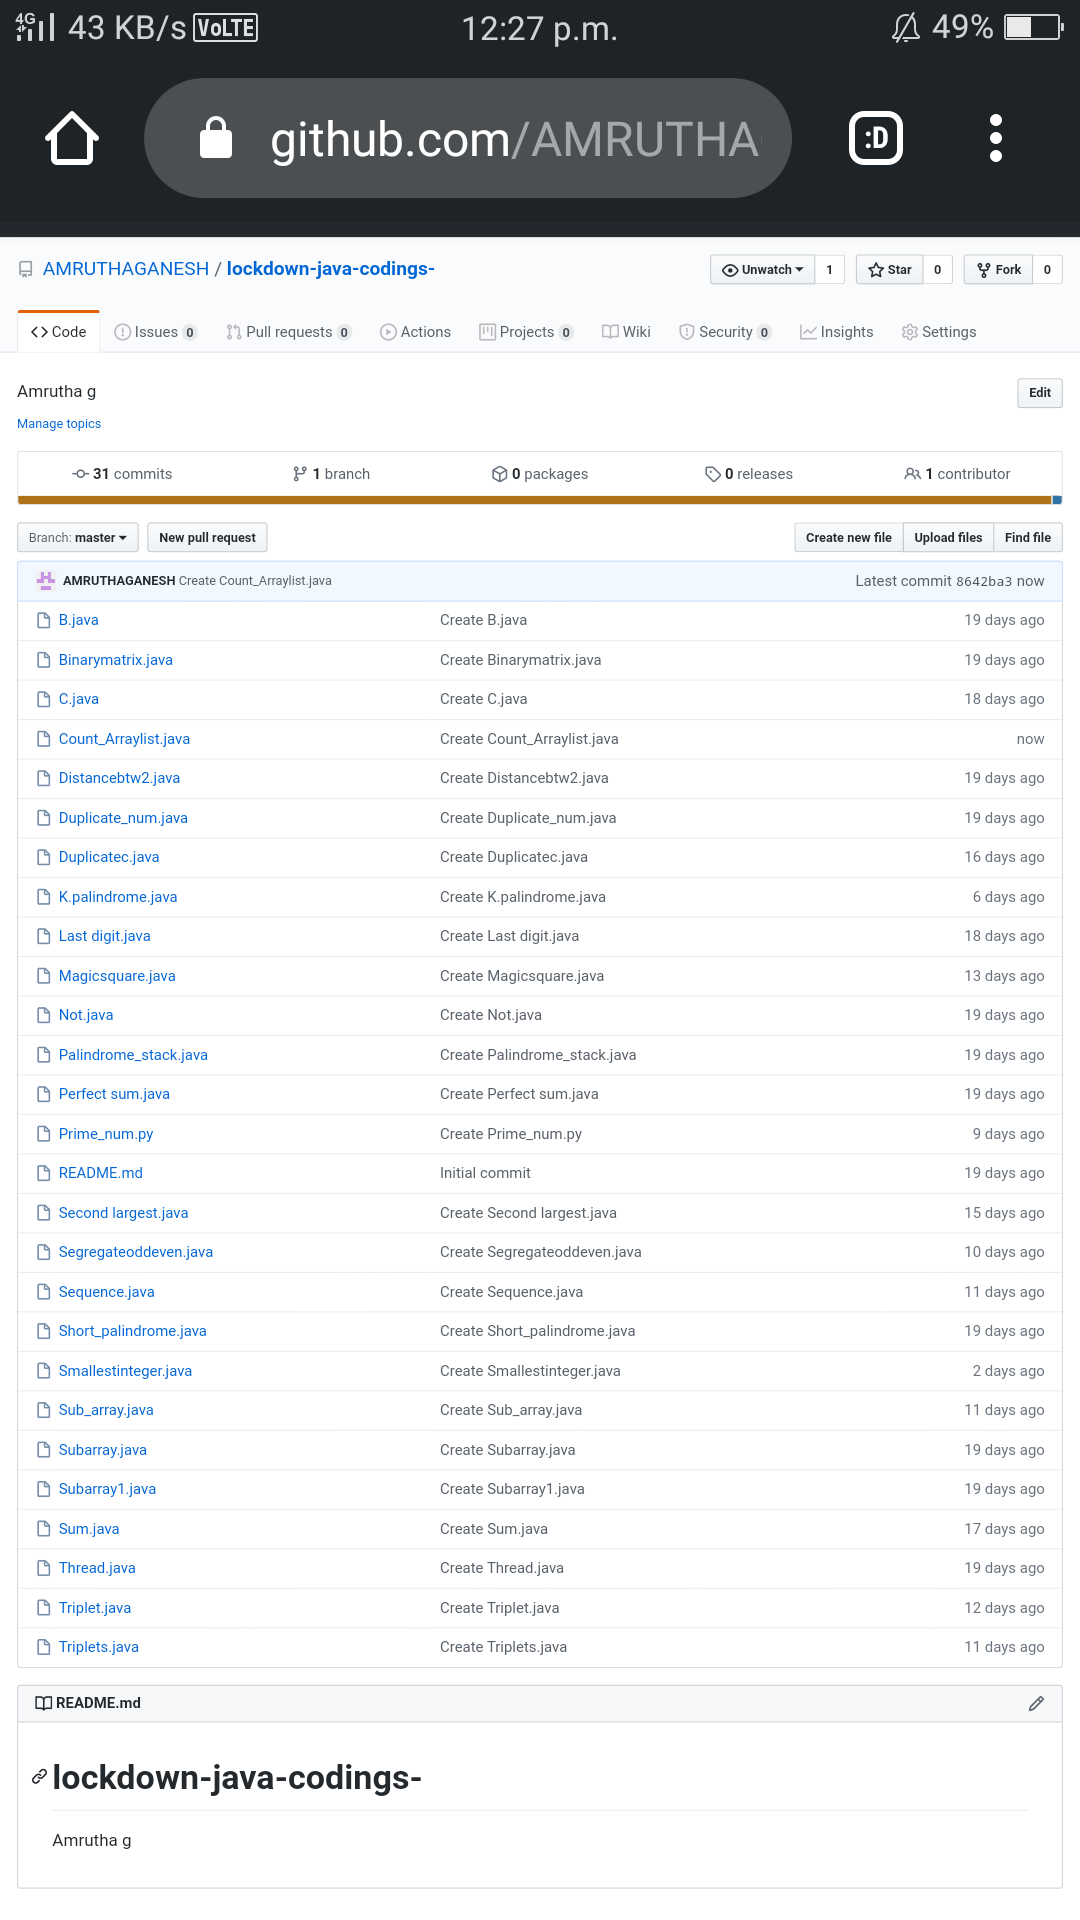 4G 43 KB/s VoLTE 12:27 p.m. 49%
github.com/AMRUTHA :D
AMRUTHAGANESH / lockdown-java-codings- Unwatch 1 Star 0 Fork 0
Code Issues 0 Pull requests 0 Actions Projects 0 Wiki Security 0 Insights Settings
Amrutha g Edit
Manage topics
31 commits 1 branch 0 packages 0 releases 1 contributor
Branch: master New pull request Create new file Upload files Find file
AMRUTHAGANESH Create Count_Arraylist.java Latest commit 8642ba3 now
B.java Create B.java 19 days ago
Binarymatrix.java Create Binarymatrix.java 19 days ago
C.java Create C.java 18 days ago
Count_Arraylist.java Create Count_Arraylist.java now
Distancebtw2.java Create Distancebtw2.java 19 days ago
Duplicate_num.java Create Duplicate_num.java 19 days ago
Duplicatec.java Create Duplicatec.java 16 days ago
K.palindrome.java Create K.palindrome.java 6 days ago
Last digit.java Create Last digit.java 18 days ago
Magicsquare.java Create Magicsquare.java 13 days ago
Not.java Create Not.java 19 days ago
Palindrome_stack.java Create Palindrome_stack.java 19 days ago
Perfect sum.java Create Perfect sum.java 19 days ago
Prime_num.py Create Prime_num.py 9 days ago
README.md Initial commit 19 days ago
Second largest.java Create Second largest.java 15 days ago
Segregateoddeven.java Create Segregateoddeven.java 10 days ago
Sequence.java Create Sequence.java 11 days ago
Short_palindrome.java Create Short_palindrome.java 19 days ago
Smallestinteger.java Create Smallestinteger.java 2 days ago
Sub_array.java Create Sub_array.java 11 days ago
Subarray.java Create Subarray.java 19 days ago
Subarray1.java Create Subarray1.java 19 days ago
Sum.java Create Sum.java 17 days ago
Thread.java Create Thread.java 19 days ago
Triplet.java Create Triplet.java 12 days ago
Triplets.java Create Triplets.java 11 days ago
README.md
lockdown-java-codings-
Amrutha g